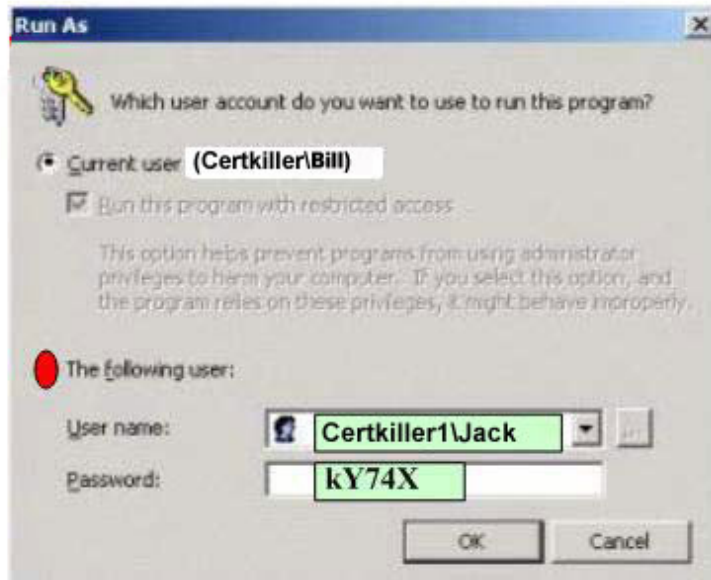 Run As
Which user account do you want to use to run this program?
Current user (Certkiller\Bill)
Run this program with restricted access
This option helps prevent programs from using administrator
privileges to harm your computer. If you select this option, and
the program relies on these privileges, it might behave improperly.
The following user:
User name: Certkiller1\Jack ...
Password: kY74X
OK Cancel